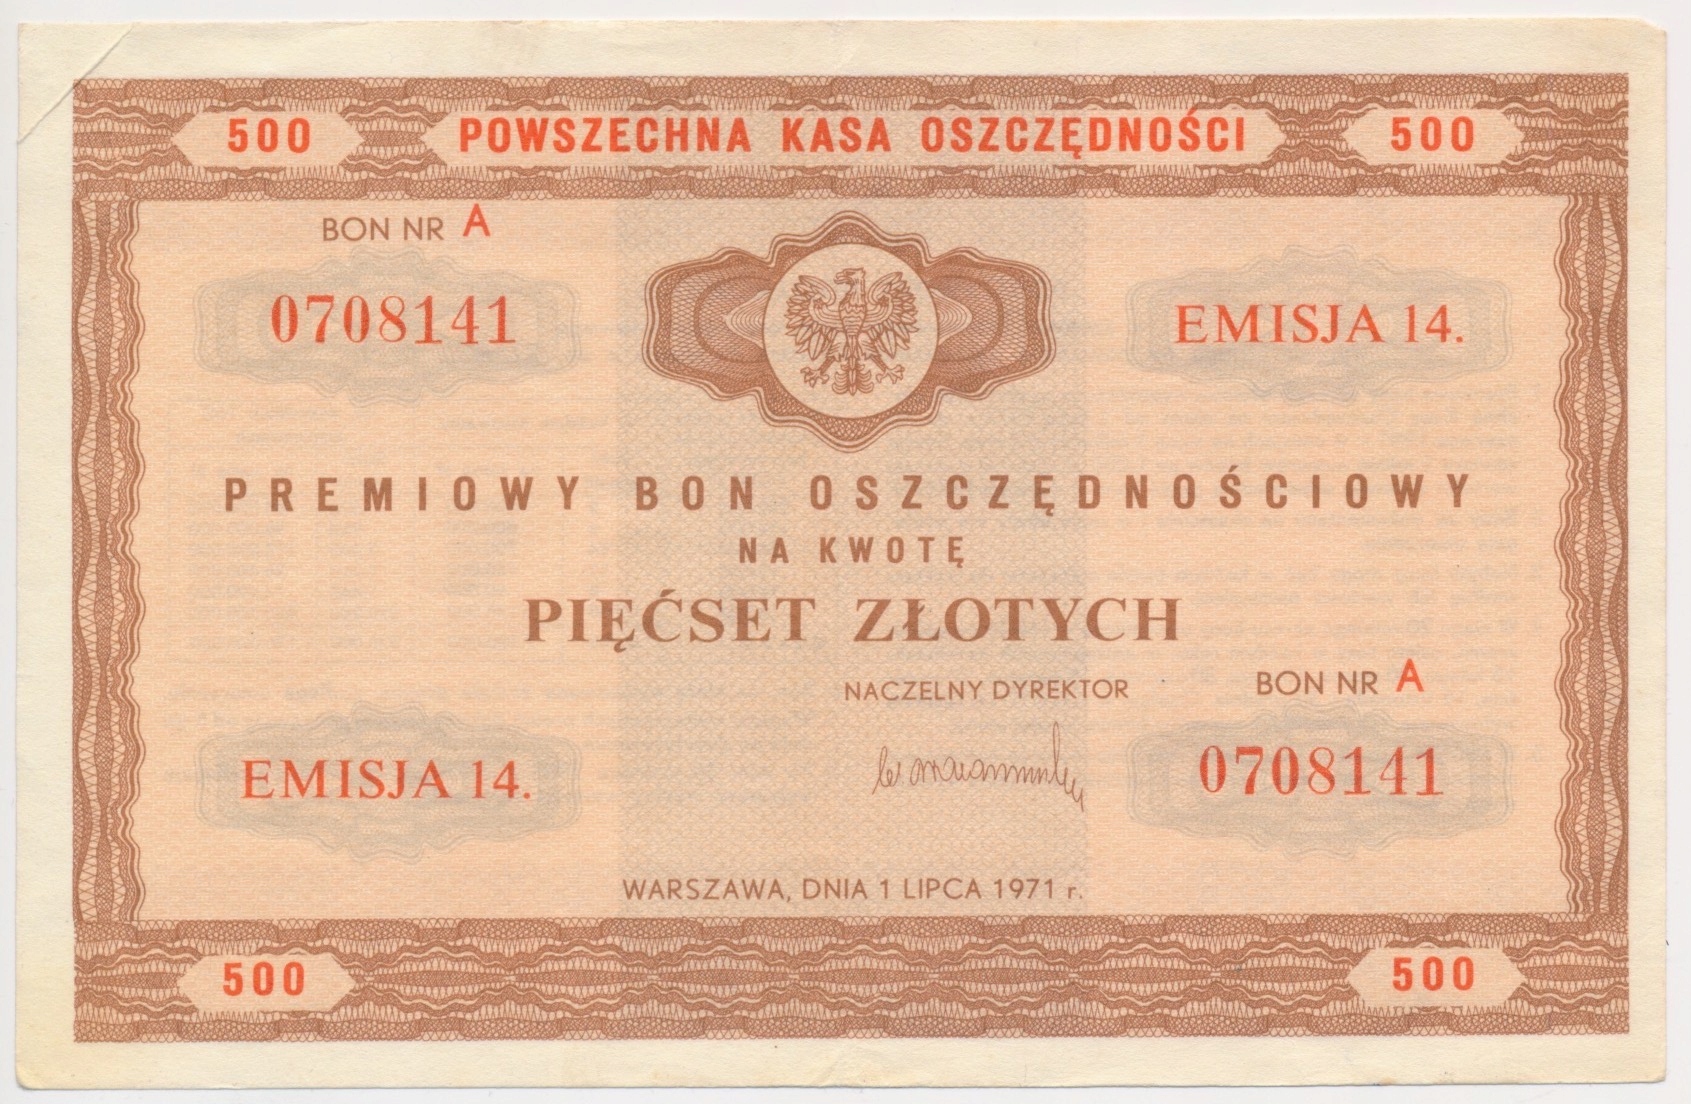 500 POWSZECHNA KASA OSZCZĘDNOŚCI 500
BON NR A
0708141
EMISJA 14.
PREMIOWY BON OSZCZĘDNOŚCIOWY
NA KWOTĘ
PIĘĆSET ZŁOTYCH
NACZELNY DYREKTOR
BON NR A
EMISJA 14.
0708141
WARSZAWA, DNIA 1 LIPCA 1971 r.
500
500